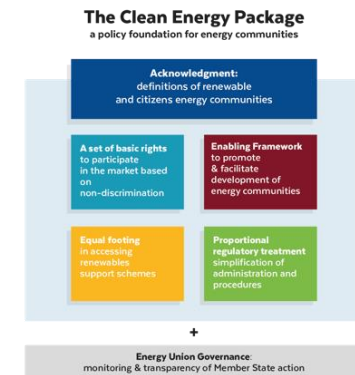 The Clean Energy Package
a policy foundation for energy communities
Acknowledgment:
definitions of renewable
and citizens energy communities
A set of basic rights
to participate
in the market based
on
non-discrimination
Enabling Framework
to promote
& facilitate
development of
energy communities
Equal footing
in accessing
renewables
support schemes
Proportional
regulatory treatment
simplification of
administration and
procedures
+
Energy Union Governance:
monitoring & transparency of Member State action